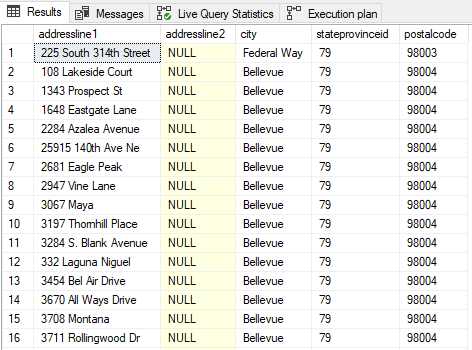 Results Messages Live Query Statistics Execution plan
addressline1 addressline2 city stateprovinceid postalcode
1 225 South 314th Street NULL Federal Way 79 98003
2 108 Lakeside Court NULL Bellevue 79 98004
3 1343 Prospect St NULL Bellevue 79 98004
4 1648 Eastgate Lane NULL Bellevue 79 98004
5 2284 Azalea Avenue NULL Bellevue 79 98004
6 25915 140th Ave Ne NULL Bellevue 79 98004
7 2681 Eagle Peak NULL Bellevue 79 98004
8 2947 Vine Lane NULL Bellevue 79 98004
9 3067 Maya NULL Bellevue 79 98004
10 3197 Thornhill Place NULL Bellevue 79 98004
11 3284 S. Blank Avenue NULL Bellevue 79 98004
12 332 Laguna Niguel NULL Bellevue 79 98004
13 3454 Bel Air Drive NULL Bellevue 79 98004
14 3670 All Ways Drive NULL Bellevue 79 98004
15 3708 Montana NULL Bellevue 79 98004
16 3711 Rollingwood Dr NULL Bellevue 79 98004